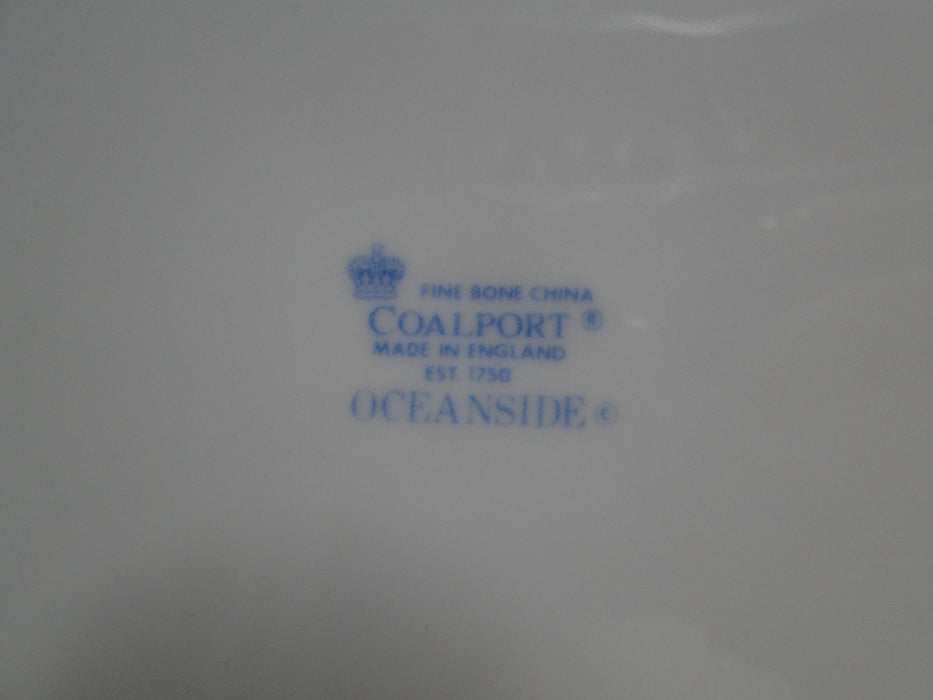 FINE BONE CHINA
COALPORT ®
MADE IN ENGLAND
EST. 1750
OCEANSIDE ©